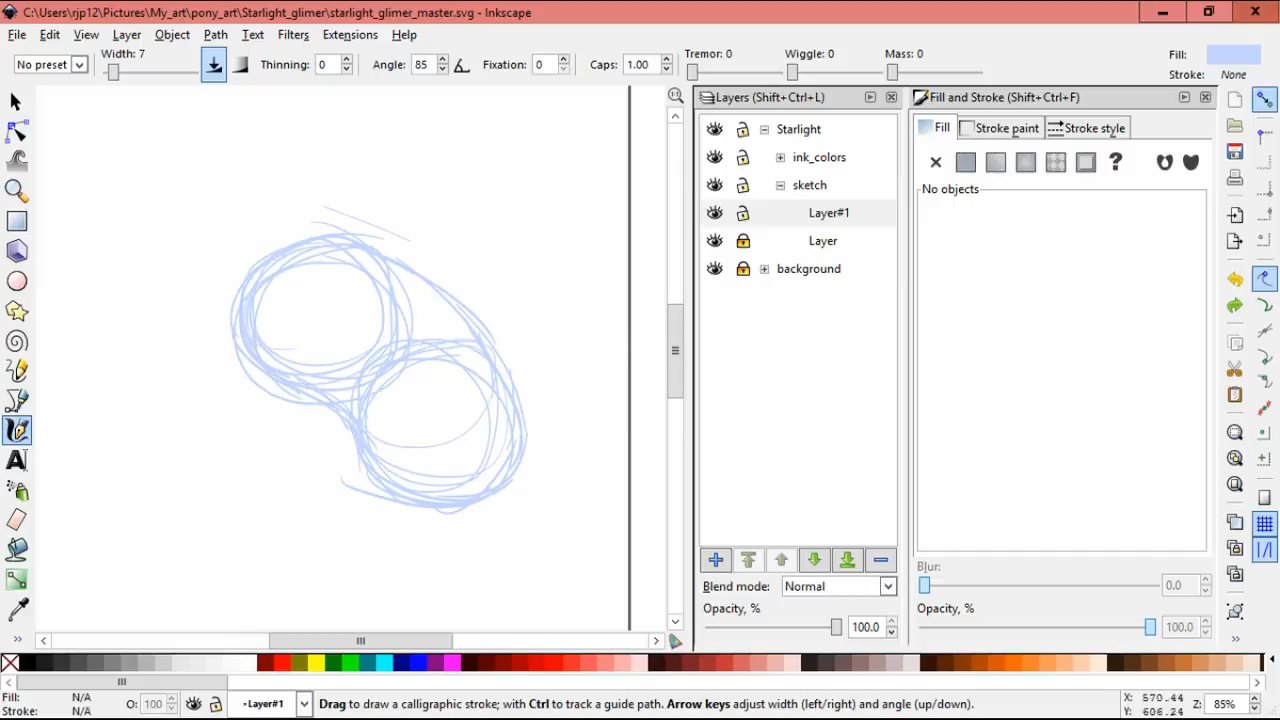 C:\Users\rjp12\Pictures\My_art\pony_art\Starlight_glimer\starlight_glimer_master.svg - Inkscape
File Edit View Layer Object Path Text Filters Extensions Help
No preset Width: 7 Thinning: 0 Angle: 85 Fixation: 0 Caps: 1.00 Tremor: 0 Wiggle: 0 Mass: 0 Fill: Stroke: None
Layers (Shift+Ctrl+L)
Starlight
ink_colors
sketch
Layer#1
Layer
background
Blend mode: Normal
Opacity, % 100.0
Fill and Stroke (Shift+Ctrl+F)
Fill Stroke paint Stroke style
No objects
Blur: 0.0
Opacity, % 100.0
Fill: N/A
Stroke: N/A
O: 100
•Layer#1
Drag to draw a calligraphic stroke; with Ctrl to track a guide path. Arrow keys adjust width (left/right) and angle (up/down).
X: 570.44
Y: 606.24
Z: 85%